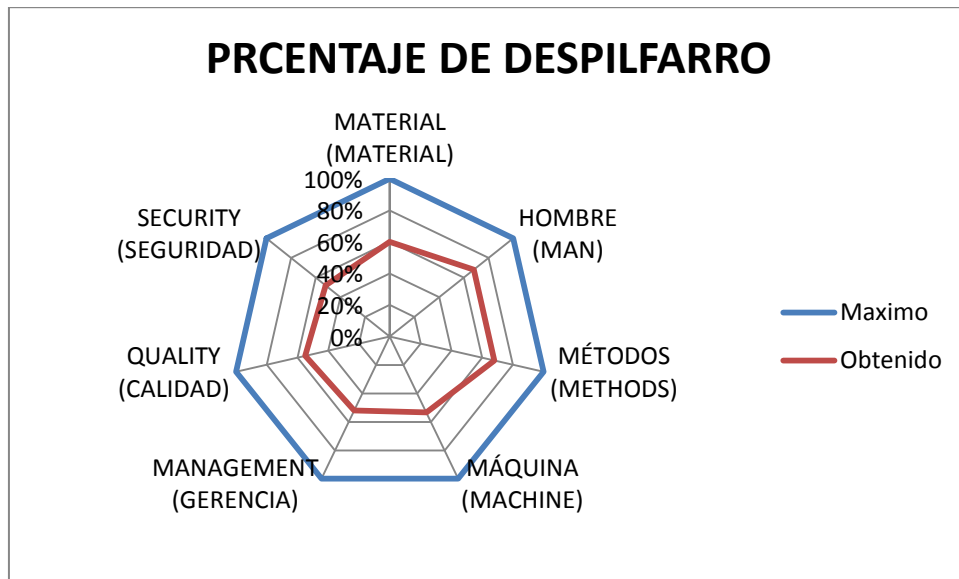 PRCENTAJE DE DESPILFARRO
MATERIAL
(MATERIAL)
HOMBRE
(MAN)
MÉTODOS
(METHODS)
MÁQUINA
(MACHINE)
MANAGEMENT
(GERENCIA)
QUALITY
(CALIDAD)
SECURITY
(SEGURIDAD)
100%
80%
60%
40%
20%
0%
Maximo
Obtenido